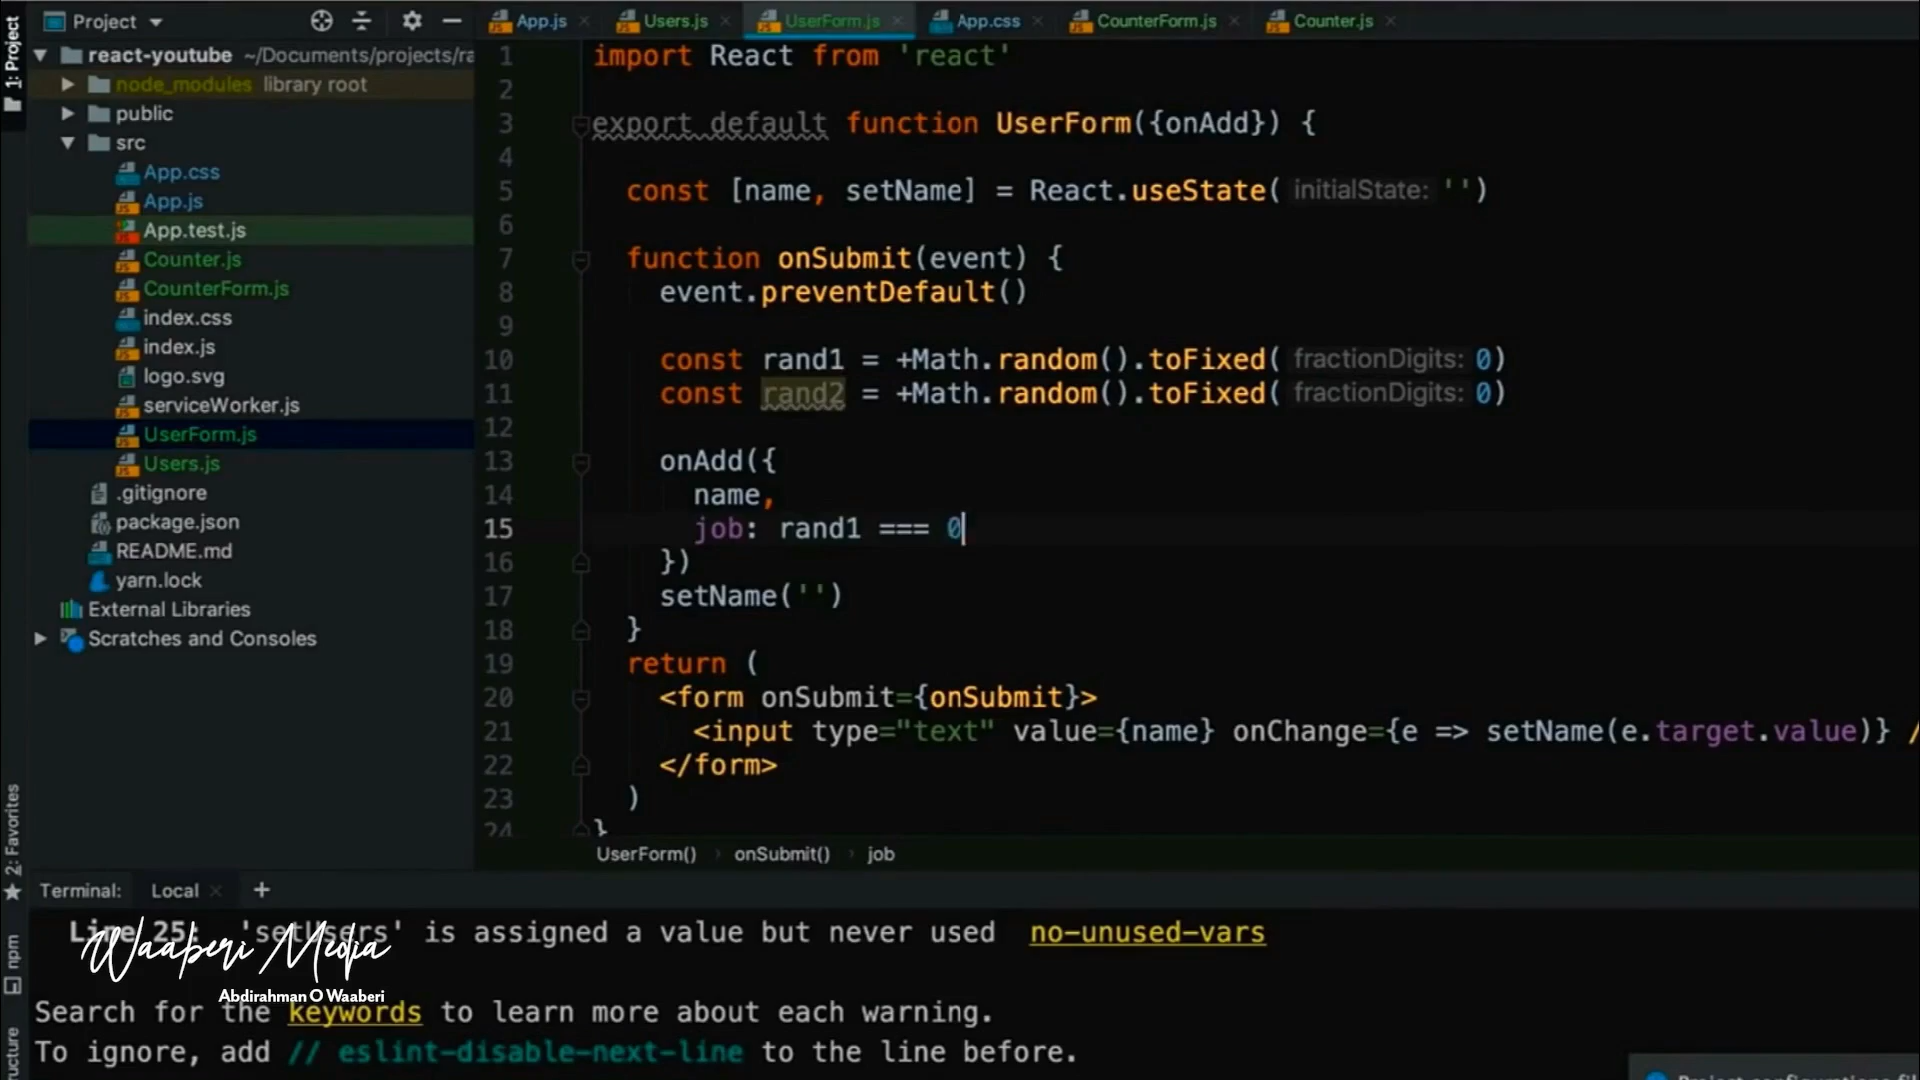 1: Project
Project
react-youtube ~/Documents/projects/ra
node_modules library root
public
src
App.css
App.js
App.test.js
Counter.js
CounterForm.js
index.css
index.js
logo.svg
serviceWorker.js
UserForm.js
Users.js
.gitignore
package.json
README.md
yarn.lock
External Libraries
Scratches and Consoles
App.js Users.js UserForm.js App.css CounterForm.js Counter.js
1 import React from 'react'
2
3 export default function UserForm({onAdd}) {
4
5 const [name, setName] = React.useState( initialState: '')
6
7 function onSubmit(event) {
8 event.preventDefault()
9
10 const rand1 = +Math.random().toFixed( fractionDigits: 0)
11 const rand2 = +Math.random().toFixed( fractionDigits: 0)
12
13 onAdd({
14 name,
15 job: rand1 === 0
16 })
17 setName('')
18 }
19 return (
20 <form onSubmit={onSubmit}>
21 <input type="text" value={name} onChange={e => setName(e.target.value)} /
22 </form>
23 )
24 }
UserForm() › onSubmit() › job
2: Favorites
npm
Terminal: Local +
Line 25: 'setUsers' is assigned a value but never used no-unused-vars
Waaberi Media
Abdirahman O Waaberi
Search for the keywords to learn more about each warning.
To ignore, add // eslint-disable-next-line to the line before.